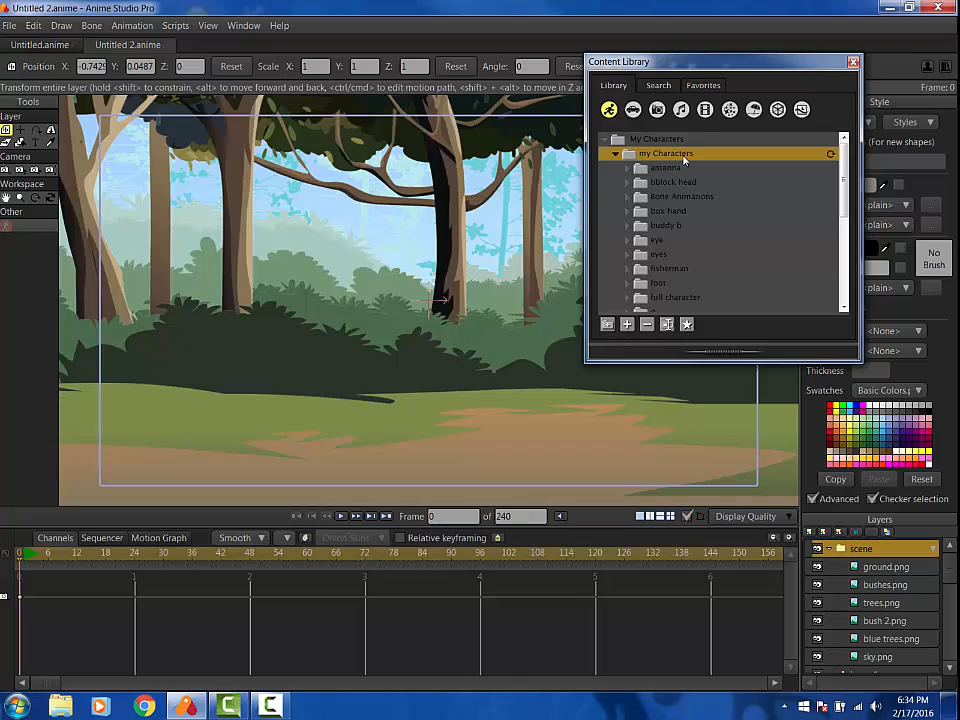 Untitled 2.anime - Anime Studio Pro
File Edit Draw Bone Animation Scripts View Window Help
Untitled.anime Untitled 2.anime
Position X: -0.7429 Y: 0.0487 Z: 0 Reset Scale X: 1 Y: 1 Z: 1 Reset Angle: 0 Rese
Frame: 0
Transform entire layer (hold <shift> to constrain, <alt> to move forward and back, <ctrl/cmd> to edit motion path, <shift> +
Tools
Layer
Camera
Other
Content Library
Library Search Favorites
My Characters
my Characters
antenna
bblock head
Bone Animations
box hand
buddy b
eye
eyes
fisherman
foot
full character
Style
Styles
(For new shapes)
<plain> ...
<plain> ...
No
Brush
<plain>
<None>
<None>
Thickness
Swatches Basic Colors
Copy Paste Reset
Advanced Checker selection
Frame 0 of 240 Display Quality
Channels Sequencer Motion Graph Smooth 1 Onion Skins Relative keyframing
0 6 12 18 24 30 36 42 48 54 60 66 72 78 84 90 96 102 108 114 120 126 132 138 144 150 156
0 1 2 3 4 5 6
Layers
scene
ground.png
bushes.png
trees.png
bush 2.png
blue trees.png
sky.png
6:34 PM
2/17/2016